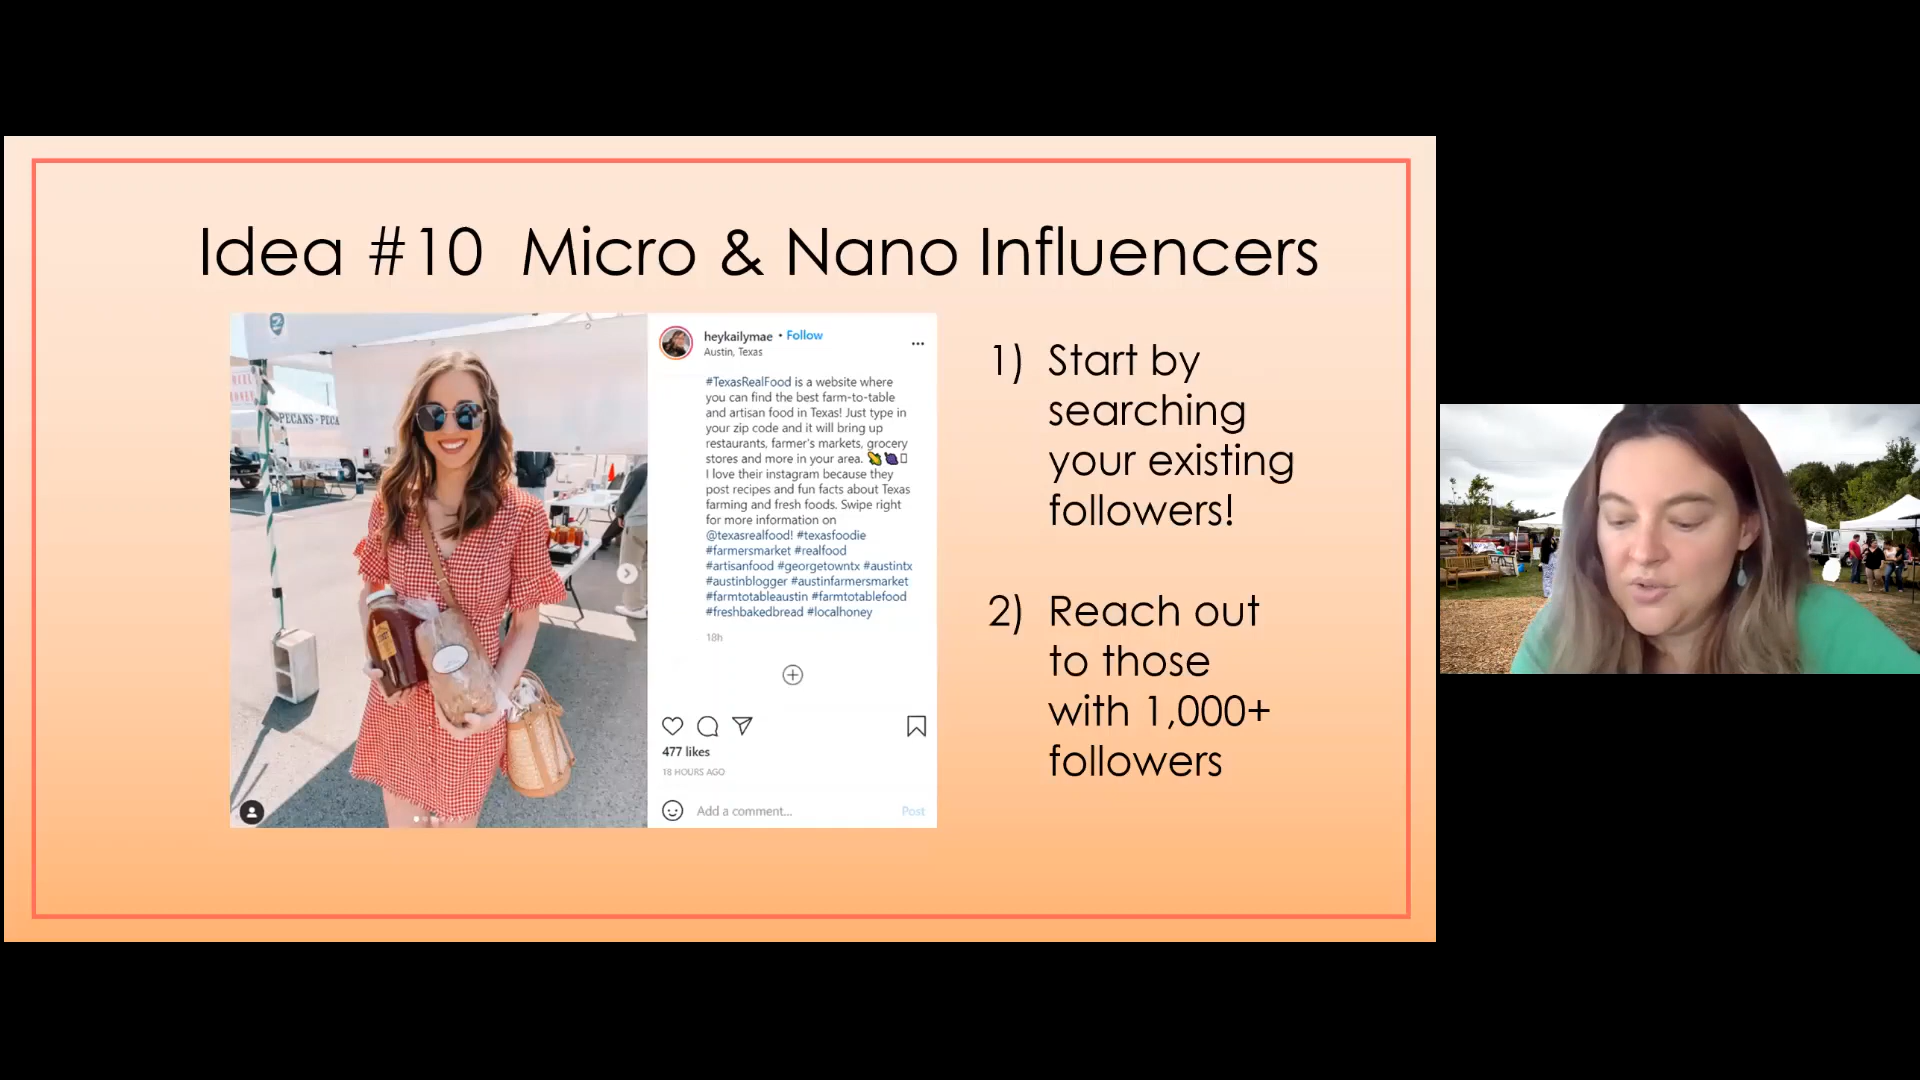 Idea #10 Micro & Nano Influencers
2
PECANS - PECA
heykailymae • Follow
Austin, Texas
#TexasRealFood is a website where
you can find the best farm-to-table
and artisan food in Texas! Just type in
your zip code and it will bring up
restaurants, farmer's markets, grocery
stores and more in your area. 🌽🍇
I love their instagram because they
post recipes and fun facts about Texas
farming and fresh foods. Swipe right
for more information on
@texasrealfood! #texasfoodie
#farmersmarket #realfood
#artisanfood #georgetowntx #austintx
#austinblogger #austinfarmersmarket
#farmtotableaustin #farmtotablefood
#freshbakedbread #localhoney
18h
477 likes
18 HOURS AGO
Add a comment...
Post
1) Start by
searching
your existing
followers!
2) Reach out
to those
with 1,000+
followers